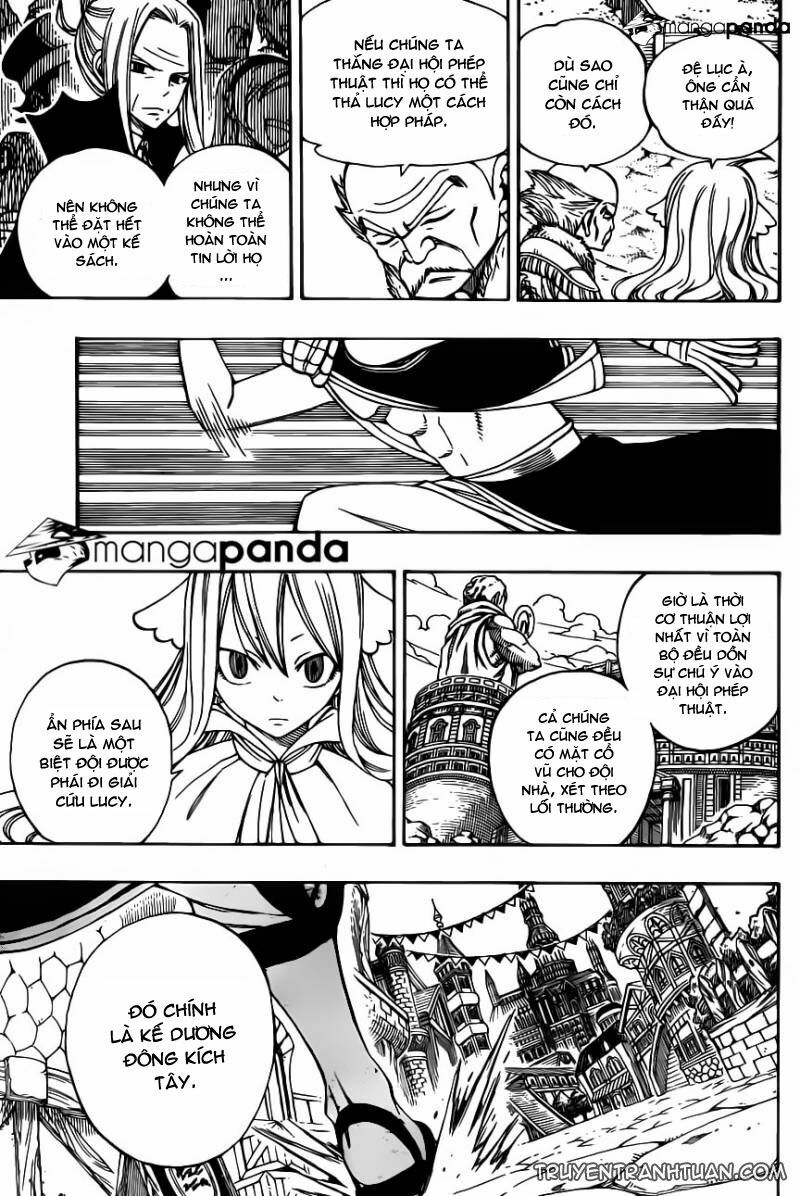 mangapanda
ĐỆ LỤC À,
ÔNG CẨN
THẬN QUÁ
ĐẤY!
DÙ SAO
CŨNG CHỈ
CÒN CÁCH
ĐÓ.
NẾU CHÚNG TA
THẮNG ĐẠI HỘI PHÉP
THUẬT THÌ HỌ CÓ THỂ
THẢ LUCY MỘT CÁCH
HỢP PHÁP.
NHƯNG VÌ
CHÚNG TA
KHÔNG THỂ
HOÀN TOÀN
TIN LỜI HỌ
...
NÊN KHÔNG
THỂ ĐẶT HẾT
VÀO MỘT KẾ
SÁCH.
mangapanda
GIỜ LÀ THỜI
CƠ THUẬN LỢI
NHẤT VÌ TOÀN
BỘ ĐỀU DỒN
SỰ CHÚ Ý VÀO
ĐẠI HỘI PHÉP
THUẬT.
CẢ CHÚNG
TA CŨNG ĐỀU
CÓ MẶT CỔ
VŨ CHO ĐỘI
NHÀ, XÉT THEO
LỐI THƯỜNG.
ẨN PHÍA SAU
SẼ LÀ MỘT
BIỆT ĐỘI ĐƯỢC
PHÁI ĐI GIẢI
CỨU LUCY.
ĐÓ CHÍNH
LÀ KẾ DƯƠNG
ĐÔNG KÍCH
TÂY.
TRUYENTRANHTUAN.COM